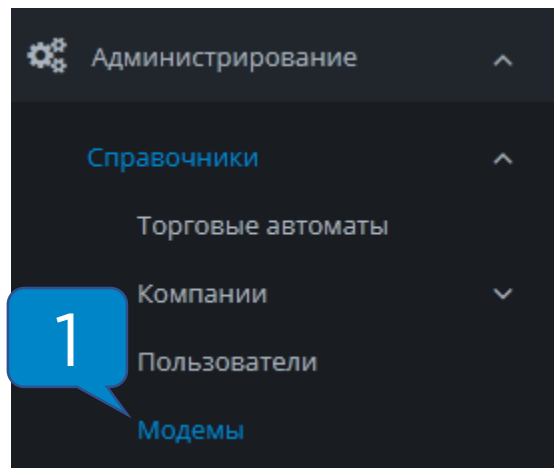 Администрирование
Справочники
Торговые автоматы
Компании
1
Пользователи
Модемы